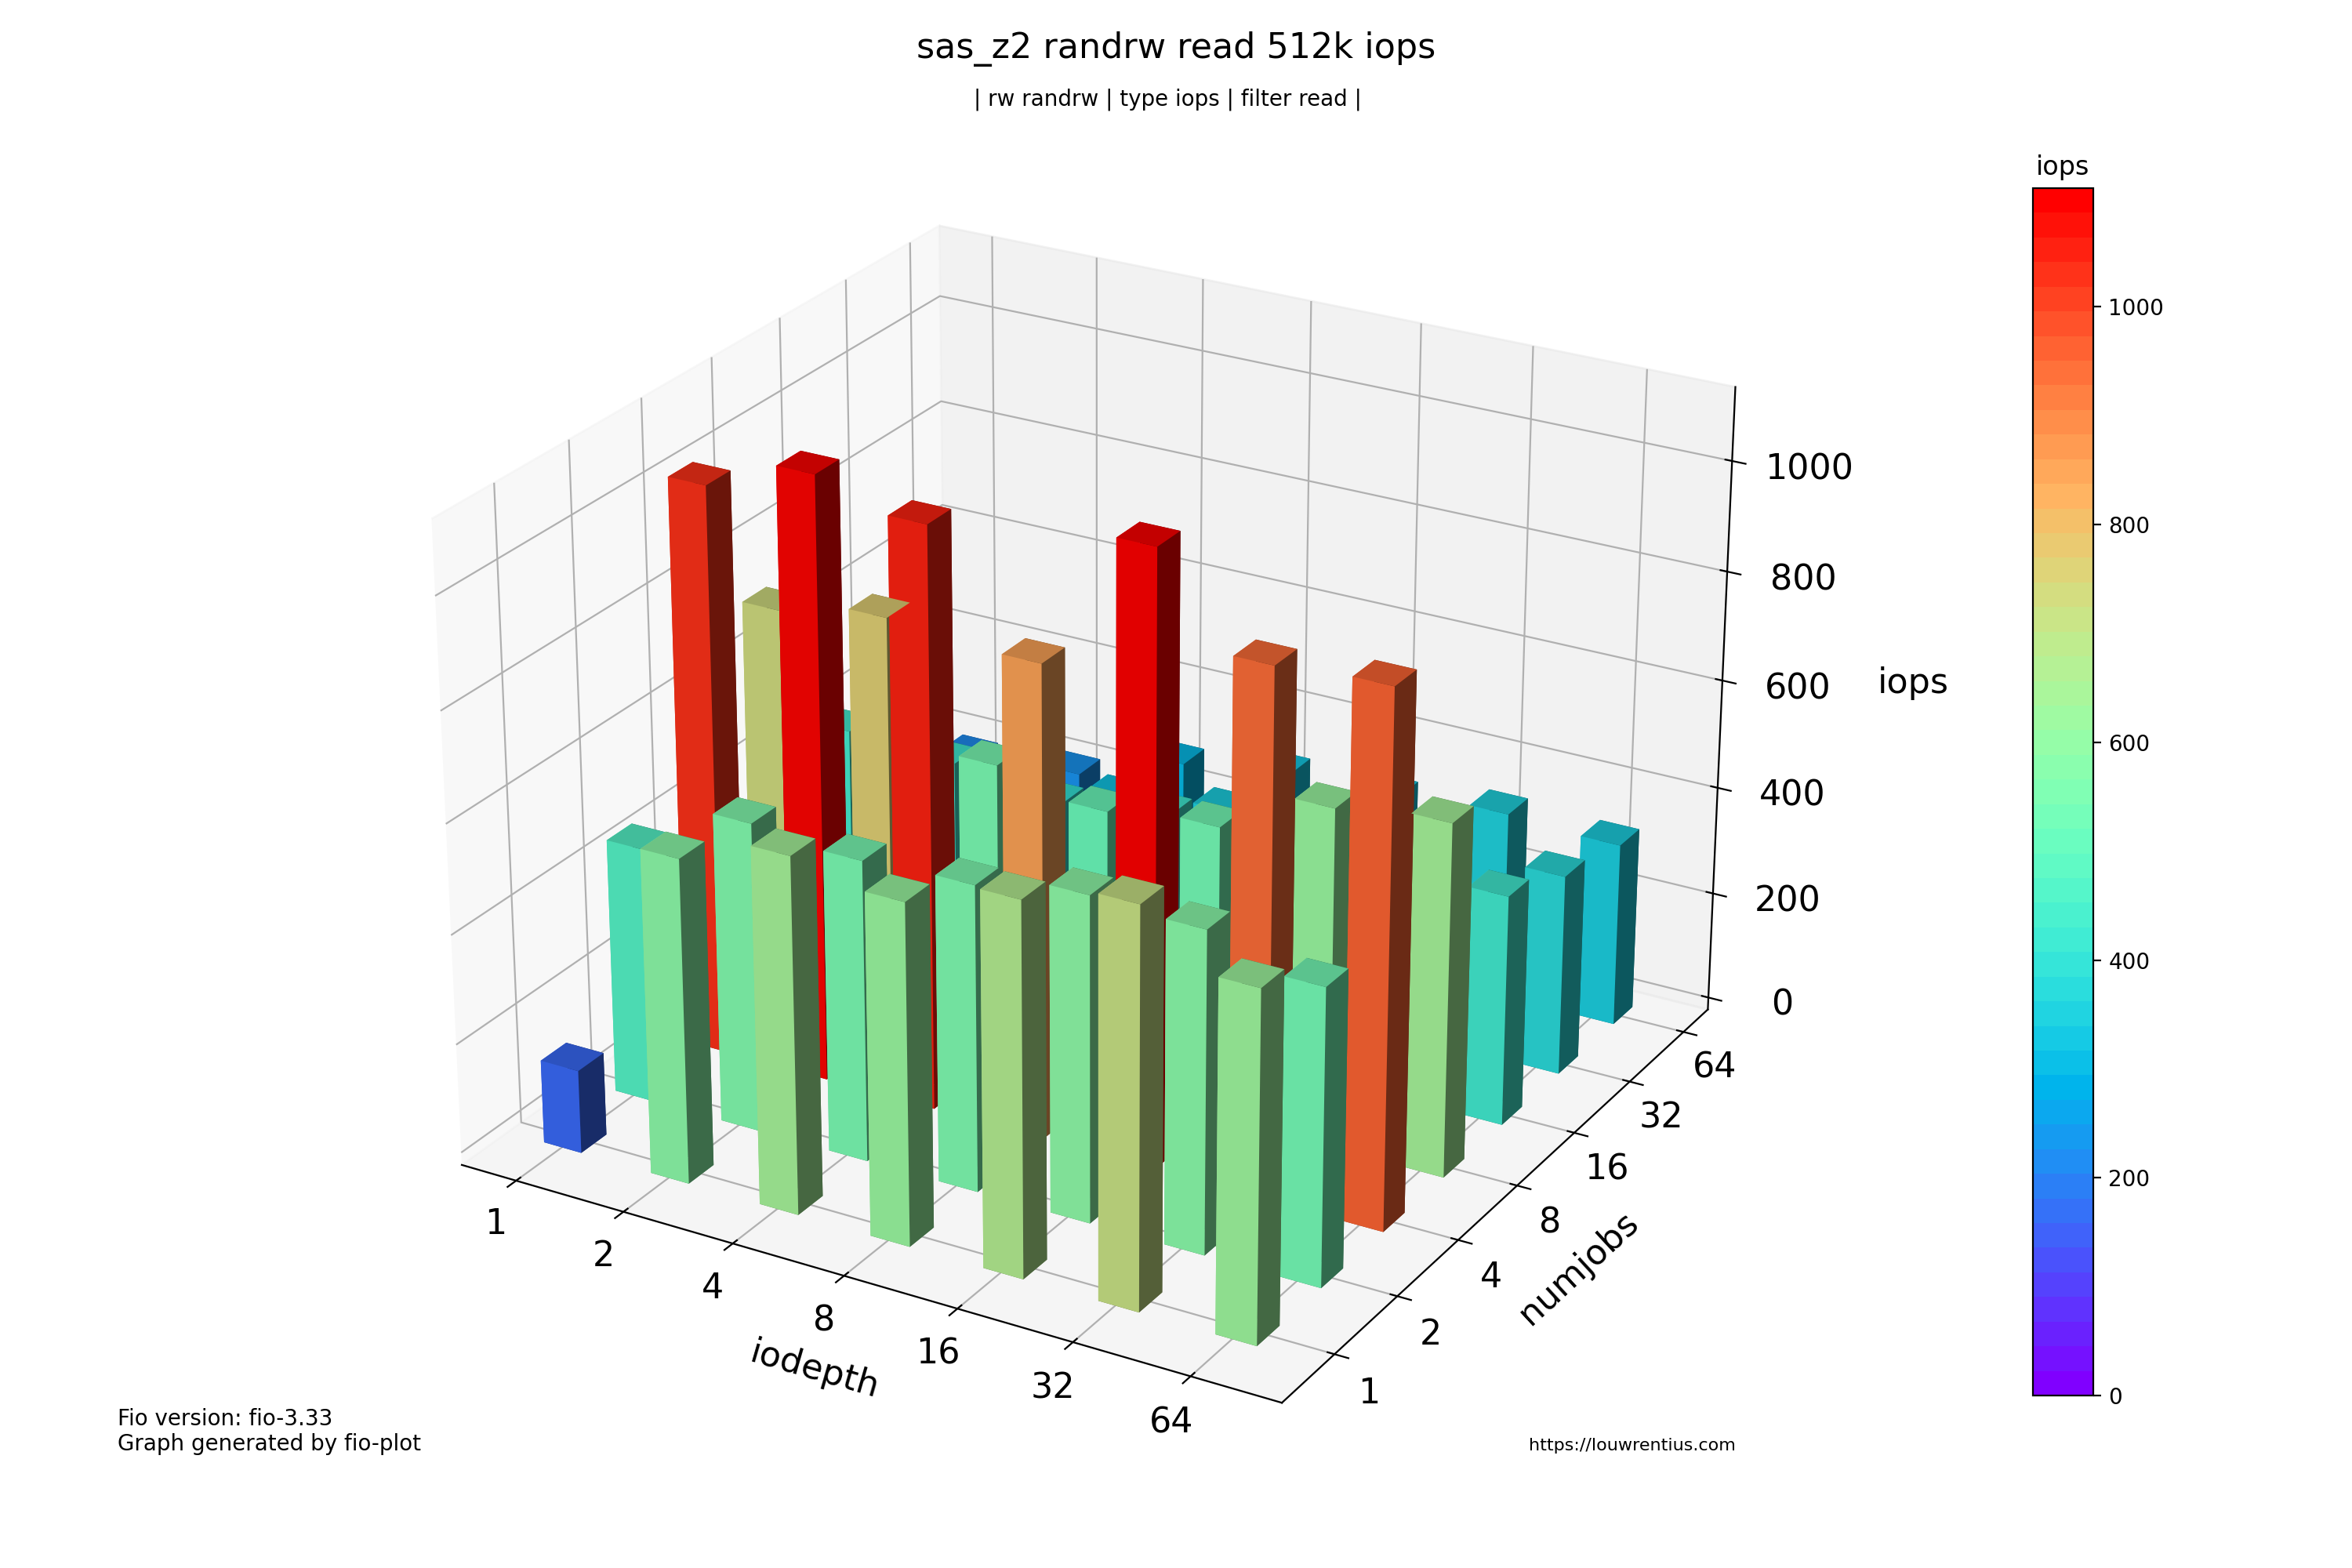 sas_z2 randrw read 512k iops
| rw randrw | type iops | filter read |
iops
1000
800
600
400
200
0
1000
800
600
400
200
0
iops
64
32
16
8
4
2
1
numjobs
1
2
4
8
16
32
64
iodepth
Fio version: fio-3.33
Graph generated by fio-plot
https://louwrentius.com